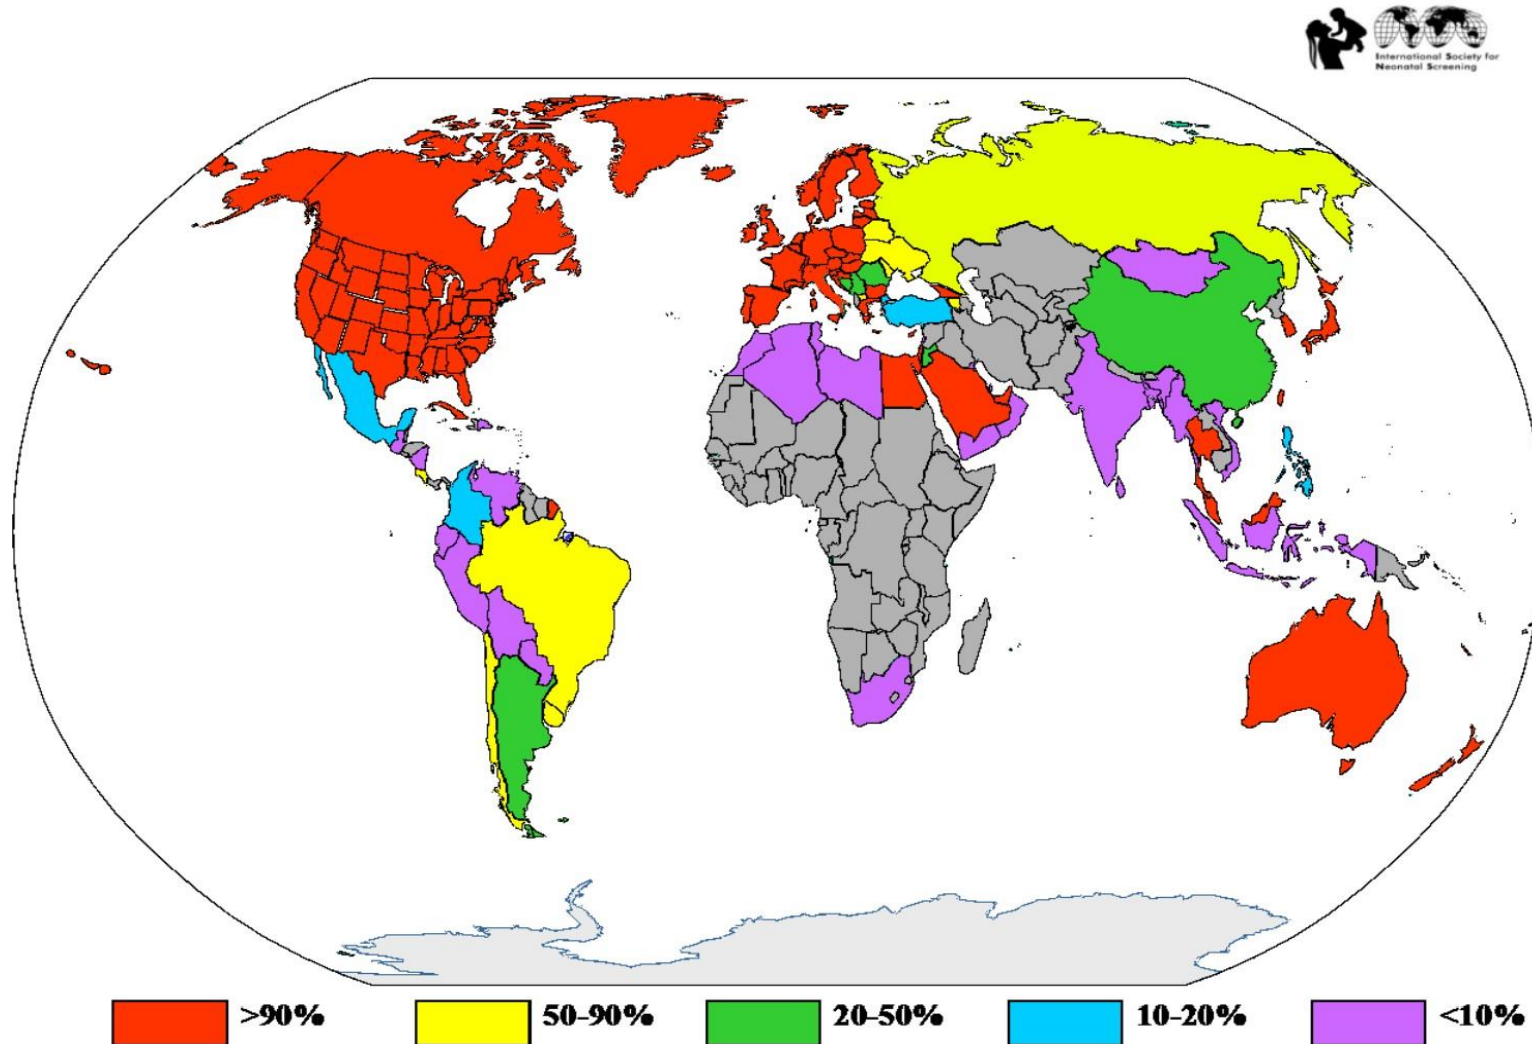 International Society for
Neonatal Screening
>90%
50-90%
20-50%
10-20%
<10%